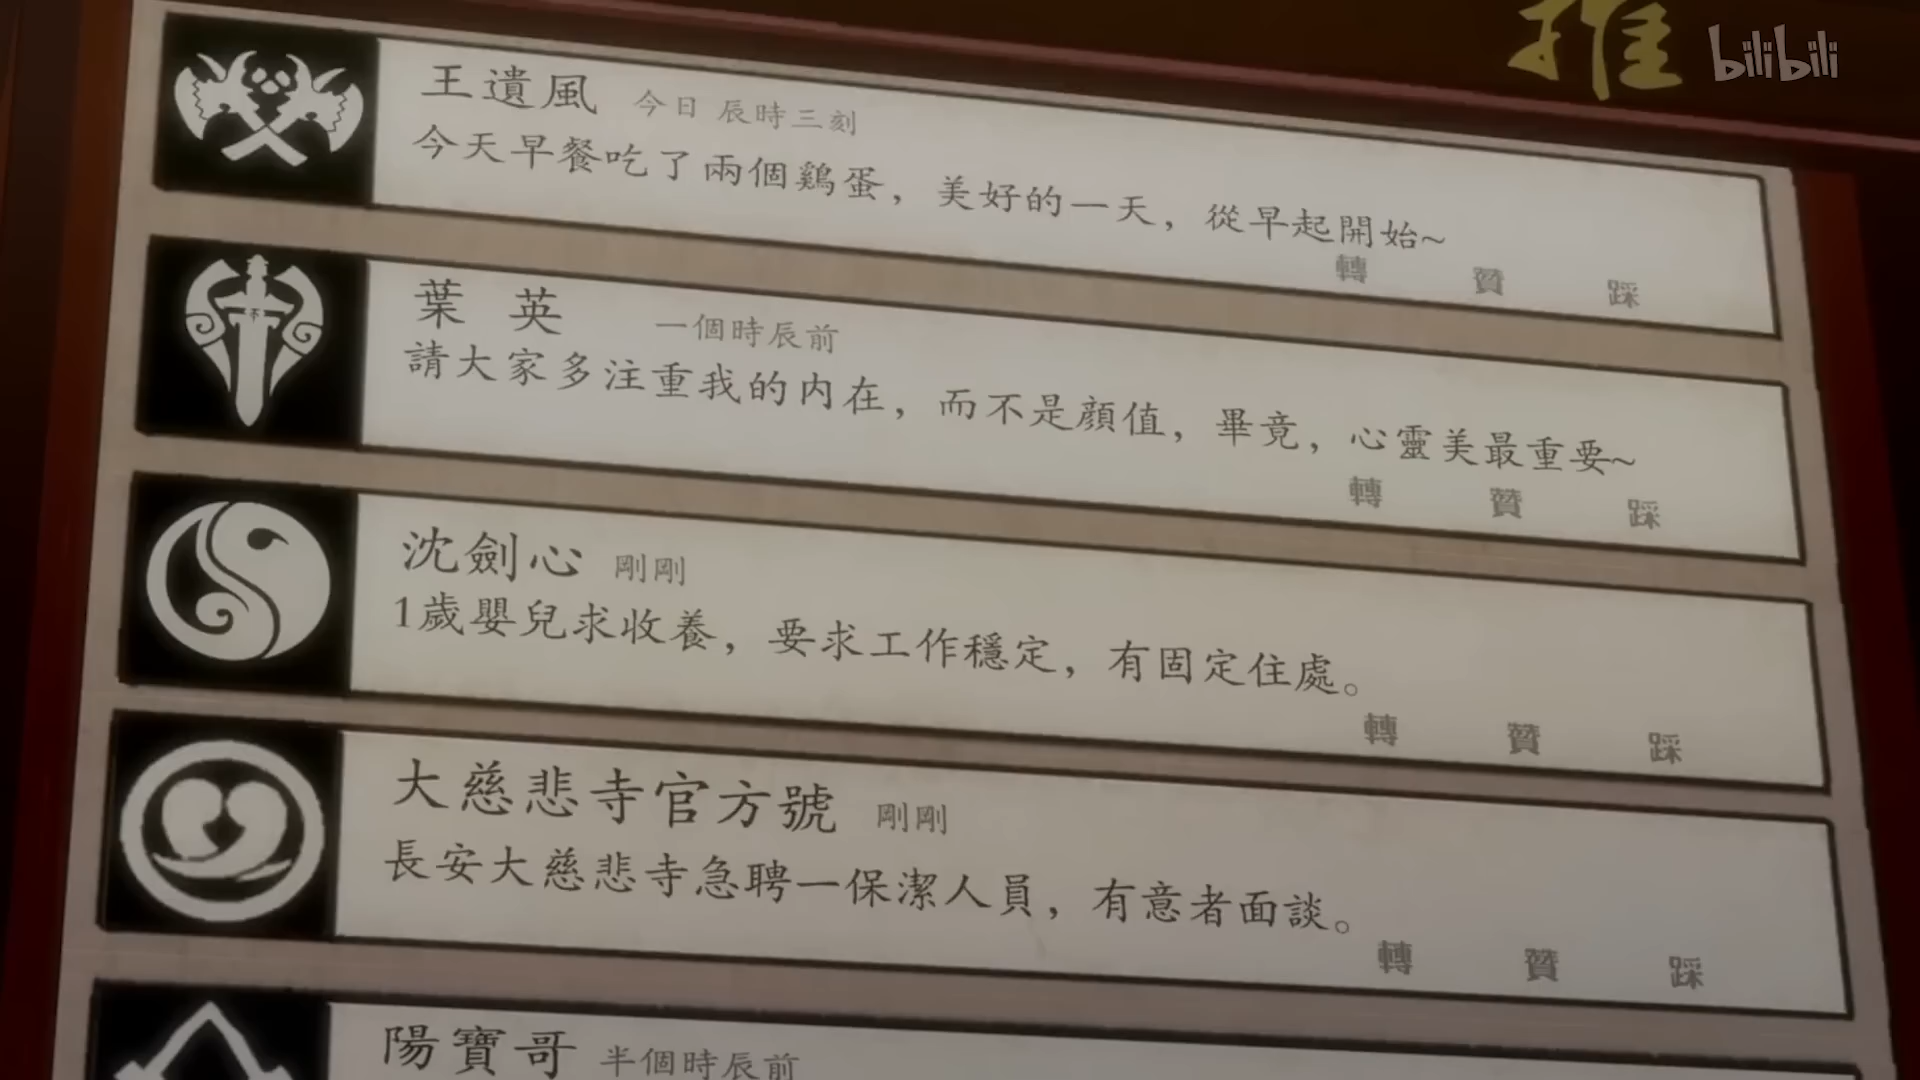 推
bilibili
王遺風 今日 辰時三刻
今天早餐吃了兩個鷄蛋，美好的一天，從早起開始~
轉 贊 踩
葉 英 一個時辰前
請大家多注重我的内在，而不是顔值，畢竟，心靈美最重要~
轉 贊 踩
沈劍心 剛剛
1歲嬰兒求收養，要求工作穩定，有固定住處。
轉 贊 踩
大慈悲寺官方號 剛剛
長安大慈悲寺急聘一保潔人員，有意者面談。
轉 贊 踩
陽寶哥 半個時辰前